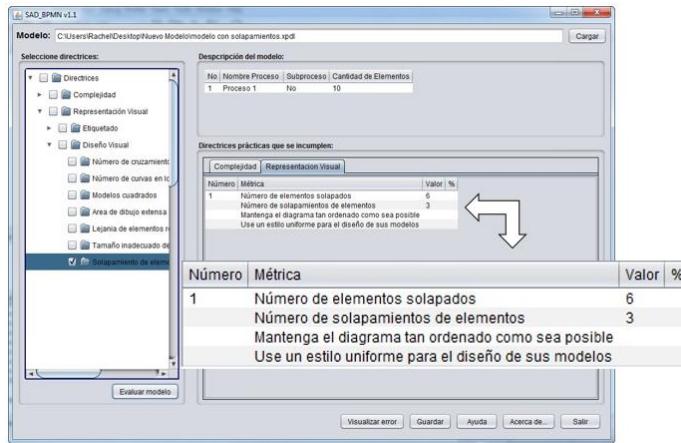 SAD_BPMN v1.1
Modelo: C:\Users\Rachel\Desktop\Nuevo Modelo\modelo con solapamientos.xpdl Cargar
Seleccione directrices:
Directrices
Complejidad
Representación Visual
Etiquetado
Diseño Visual
Número de cruzamiento
Número de curvas en lo
Modelos cuadrados
Area de dibujo extensa
Lejania de elementos r
Tamaño inadecuado de
Solapamiento de eleme
Evaluar modelo
Despcripción del modelo:
No Nombre Proceso Subproceso Cantidad de Elementos
1 Proceso 1 No 10
Directrices prácticas que se incumplen:
Complejidad Representacion Visual
Número Métrica Valor %
1 Número de elementos solapados 6
Número de solapamientos de elementos 3
Mantenga el diagrama tan ordenado como sea posible
Use un estilo uniforme para el diseño de sus modelos
Número Métrica Valor %
1 Número de elementos solapados 6
Número de solapamientos de elementos 3
Mantenga el diagrama tan ordenado como sea posible
Use un estilo uniforme para el diseño de sus modelos
Visualizar error Guardar Ayuda Acerca de... Salir